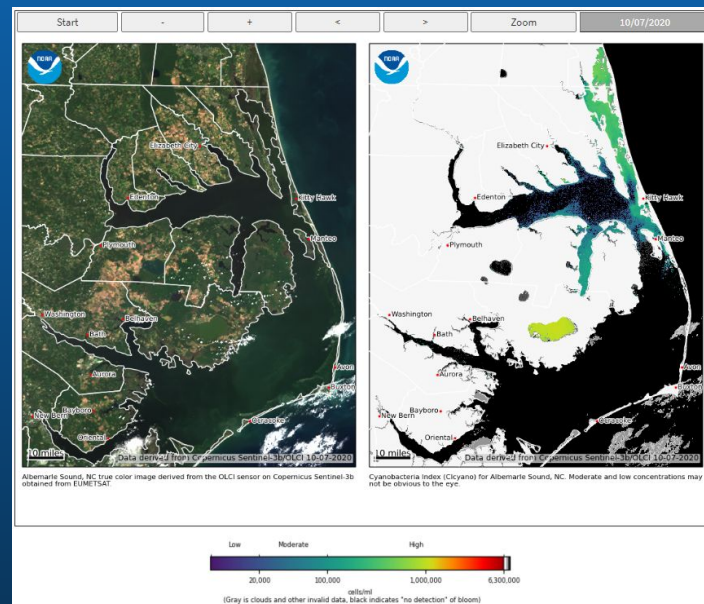 Start - + < > Zoom 10/07/2020
NOAA
Elizabeth City
Edenton
Kitty Hawk
Plymouth
Manteo
Washington
Belhaven
Bath
Aurora
Avon
Buxton
New Bern
Bayboro
Ocracoke
Oriental
10 miles
Data derived from Copernicus Sentinel-3b/OLCI 10-07-2020
Albemarle Sound, NC true color image derived from the OLCI sensor on Copernicus Sentinel-3b
obtained from EUMETSAT.
NOAA
Elizabeth City
Edenton
Kitty Hawk
Plymouth
Manteo
Washington
Belhaven
Bath
Aurora
Avon
Buxton
New Bern
Bayboro
Ocracoke
Oriental
10 miles
Data derived from Copernicus Sentinel-3b/OLCI 10-07-2020
Cyanobacteria Index (CIcyano) for Albemarle Sound, NC. Moderate and low concentrations may
not be obvious to the eye.
Low Moderate High
20,000 100,000 1,000,000 6,300,000
cells/ml
(Gray is clouds and other invalid data, black indicates "no detection" of bloom)